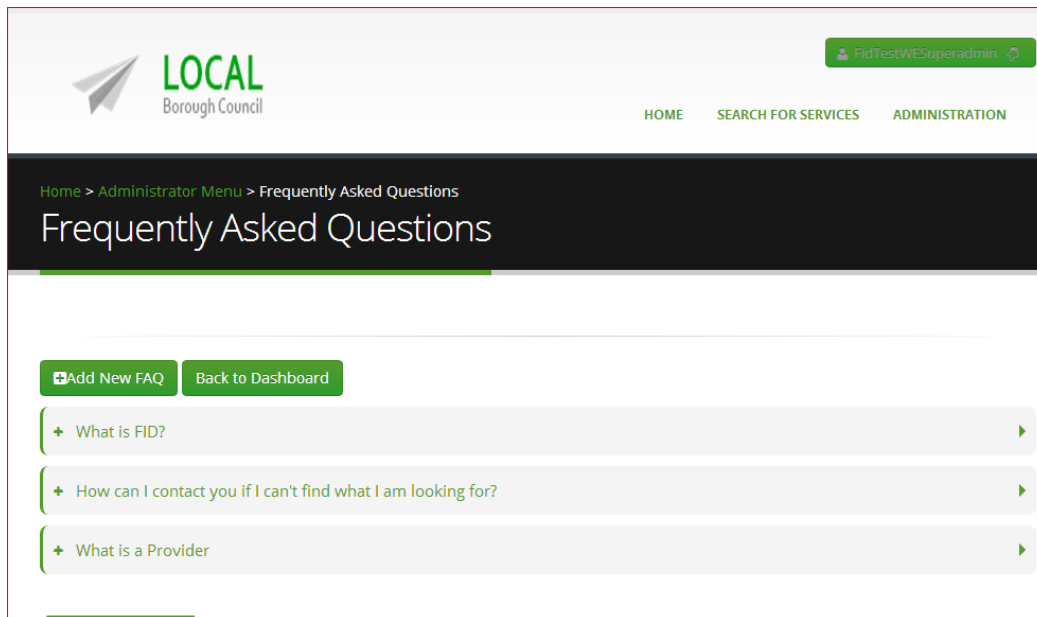 LOCAL
Borough Council
FidTestWESuperadmin
HOME SEARCH FOR SERVICES ADMINISTRATION
Home > Administrator Menu > Frequently Asked Questions
Frequently Asked Questions
Add New FAQ Back to Dashboard
What is FID?
How can I contact you if I can't find what I am looking for?
What is a Provider